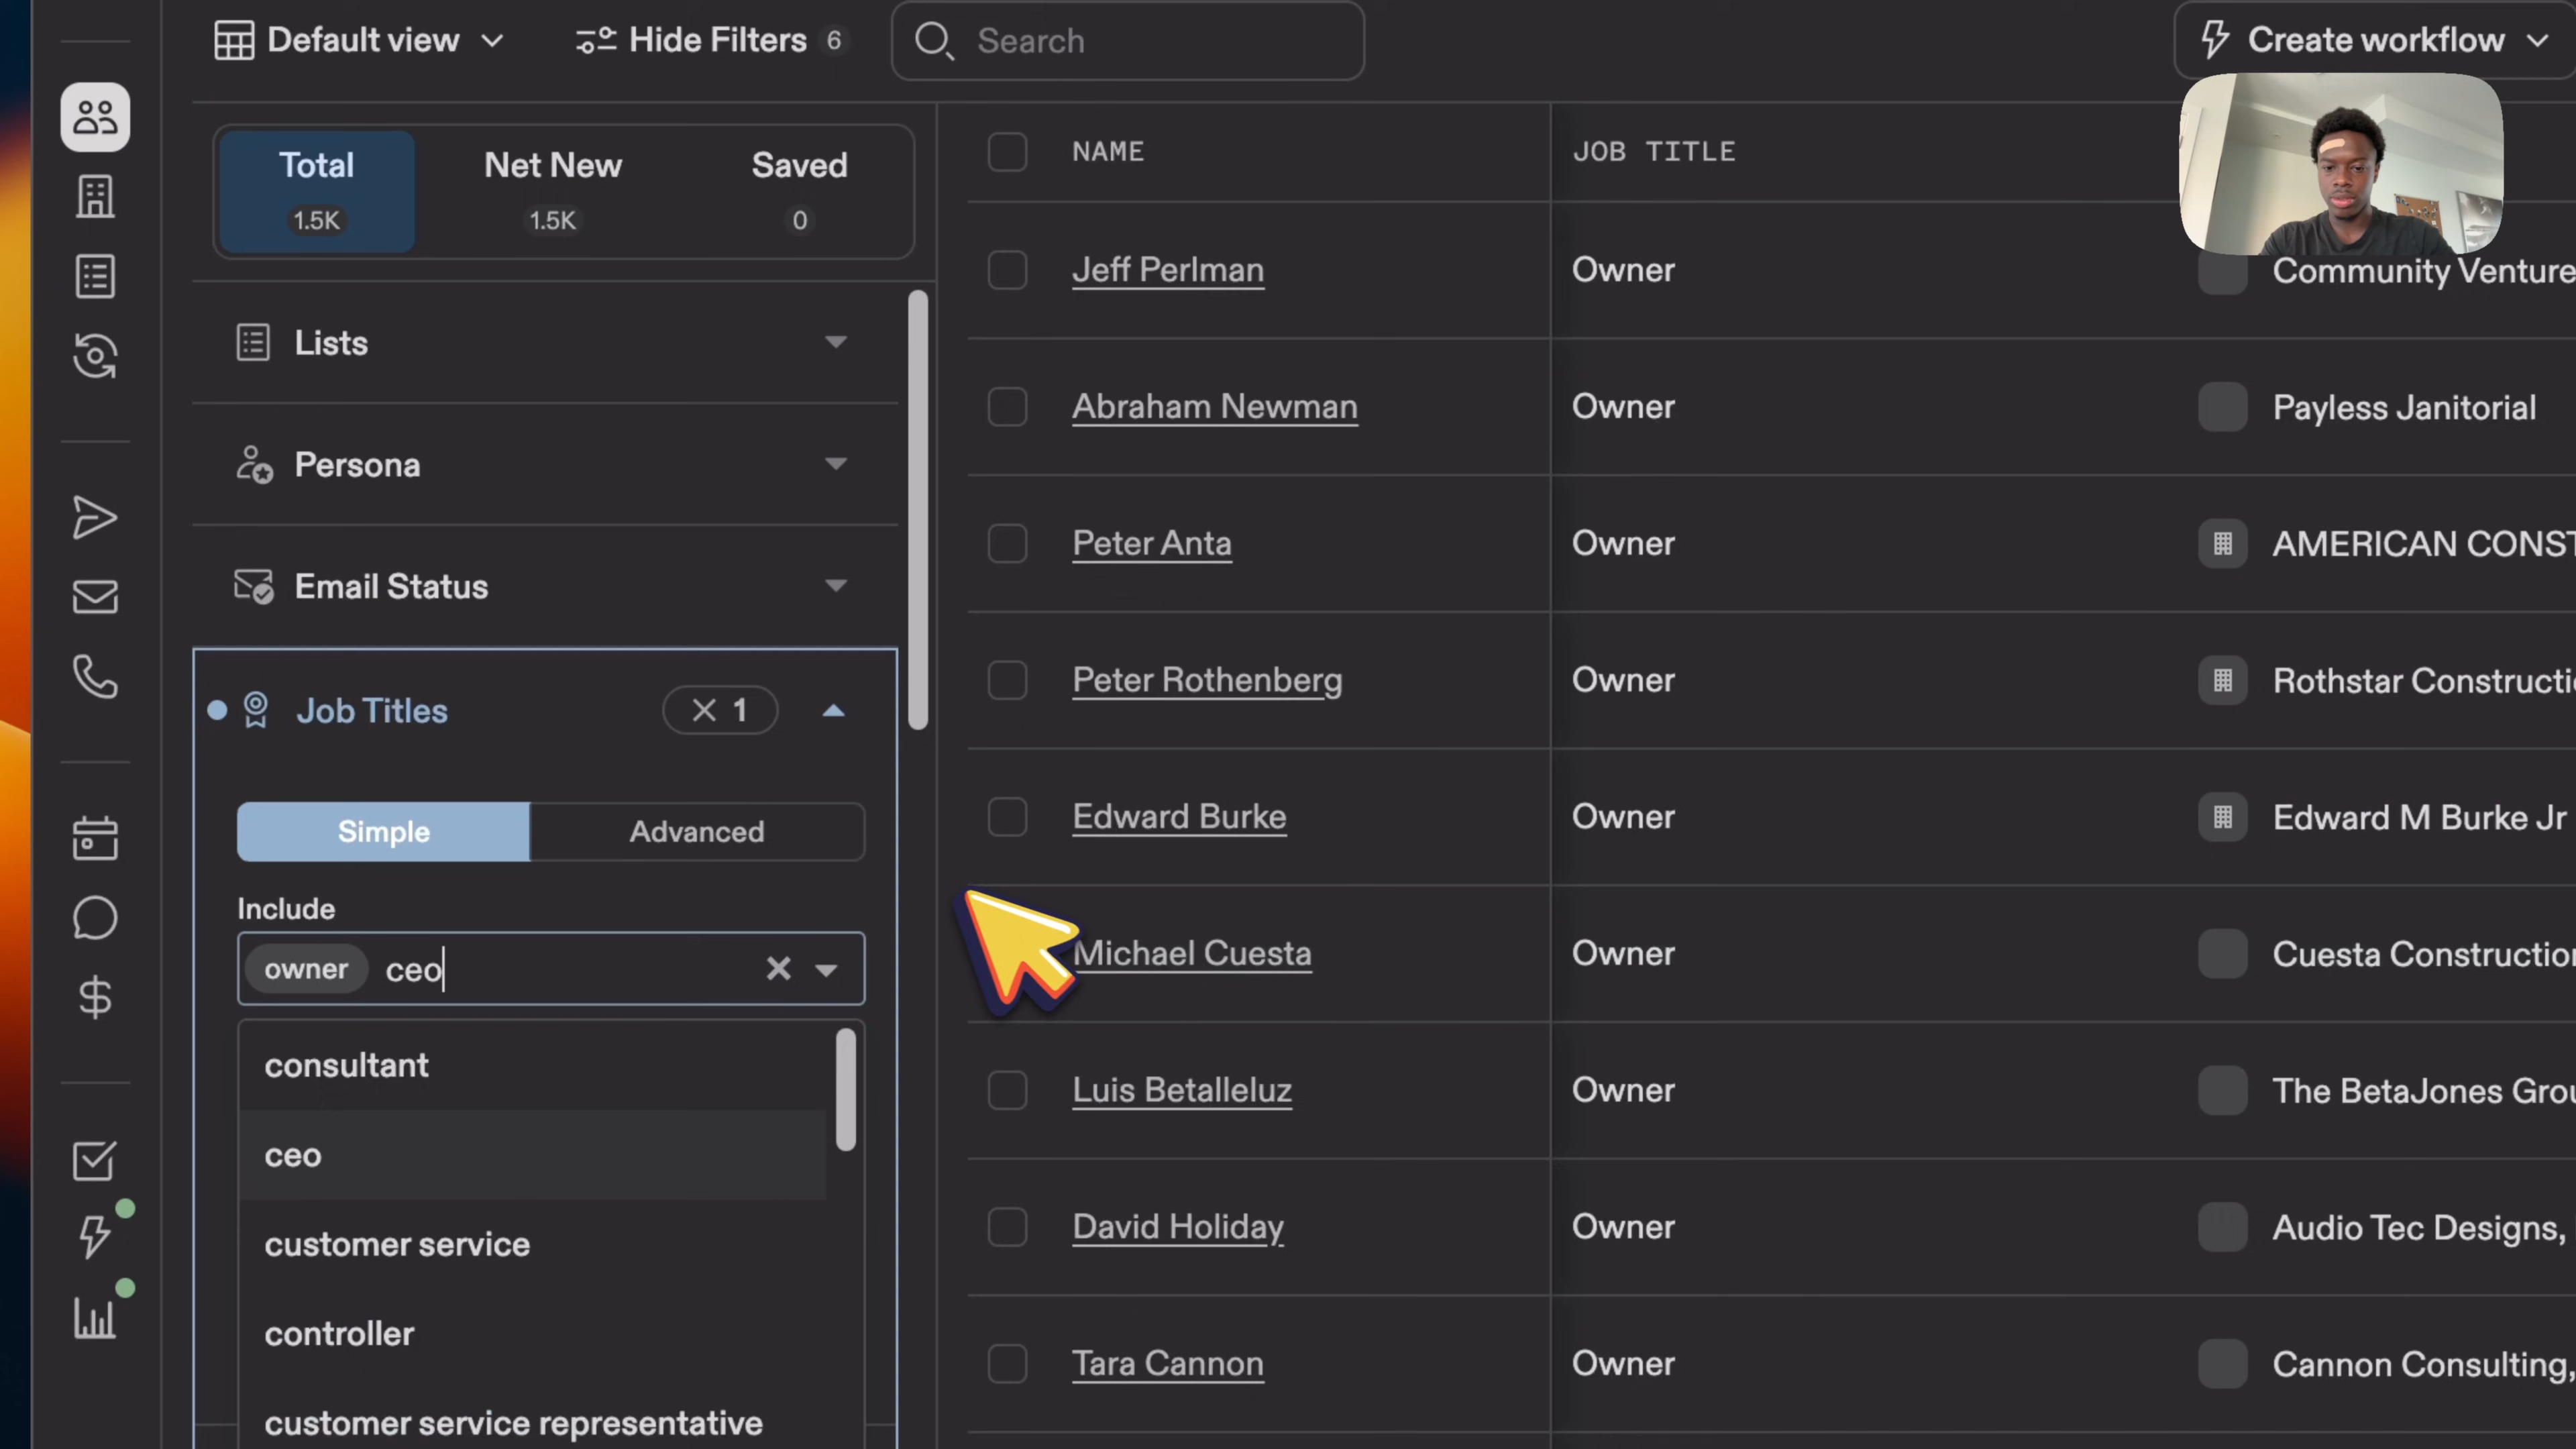 Default view
Hide Filters 6
Search
Create workflow
Total
1.5K
Net New
1.5K
Saved
0
Lists
Persona
Email Status
Job Titles
1
Simple
Advanced
Include
owner
ceo
consultant
ceo
customer service
controller
customer service representative
NAME
JOB TITLE
Jeff Perlman
Owner
Community Venture
Abraham Newman
Owner
Payless Janitorial
Peter Anta
Owner
AMERICAN CONST
Peter Rothenberg
Owner
Rothstar Constructi
Edward Burke
Owner
Edward M Burke Jr
Michael Cuesta
Owner
Cuesta Construction
Luis Betalleluz
Owner
The BetaJones Grou
David Holiday
Owner
Audio Tec Designs,
Tara Cannon
Owner
Cannon Consulting,